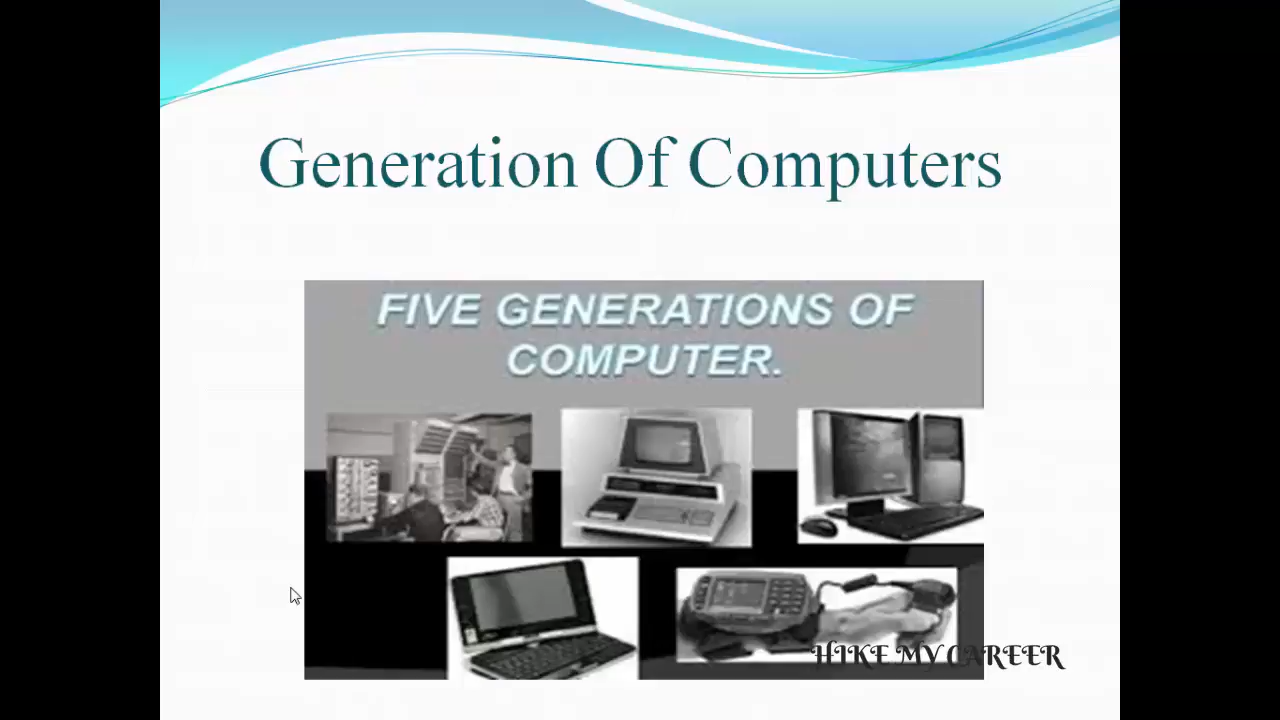 Generation Of Computers
FIVE GENERATIONS OF
COMPUTER.
HIKE MY CAREER